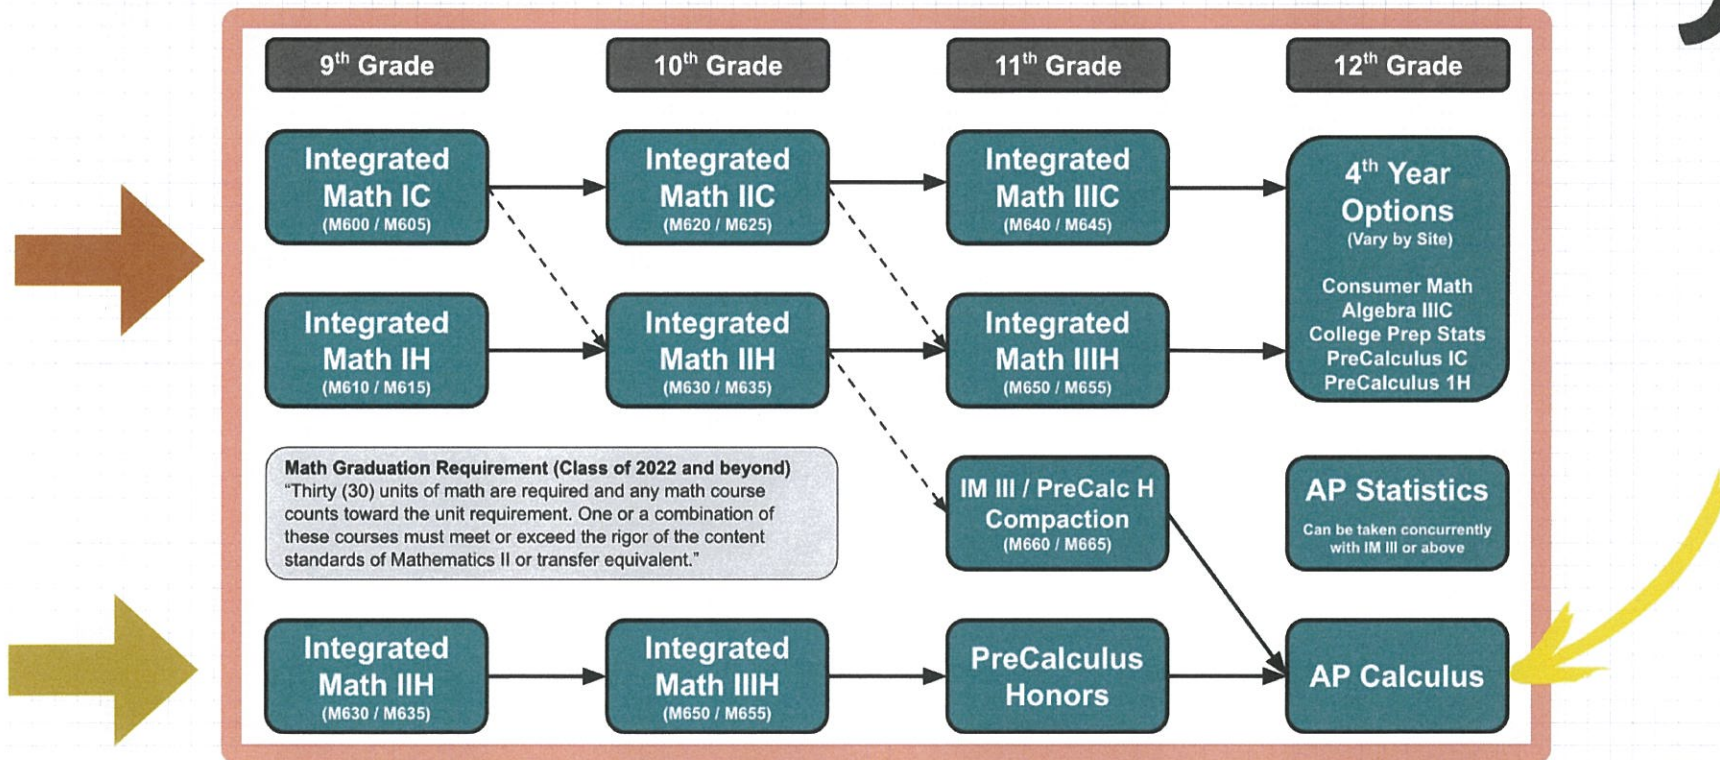 9th Grade
10th Grade
11th Grade
12th Grade
Integrated
Math IC
(M600 / M605)
Integrated
Math IIC
(M620 / M625)
Integrated
Math IIIC
(M640 / M645)
4th Year
Options
(Vary by Site)
Consumer Math
Algebra IIIC
College Prep Stats
PreCalculus IC
PreCalculus 1H
Integrated
Math IH
(M610 / M615)
Integrated
Math IIH
(M630 / M635)
Integrated
Math IIIH
(M650 / M655)
Math Graduation Requirement (Class of 2022 and beyond)
“Thirty (30) units of math are required and any math course
counts toward the unit requirement. One or a combination of
these courses must meet or exceed the rigor of the content
standards of Mathematics II or transfer equivalent.”
IM III / PreCalc H
Compaction
(M660 / M665)
AP Statistics
Can be taken concurrently
with IM III or above
Integrated
Math IIH
(M630 / M635)
Integrated
Math IIIH
(M650 / M655)
PreCalculus
Honors
AP Calculus